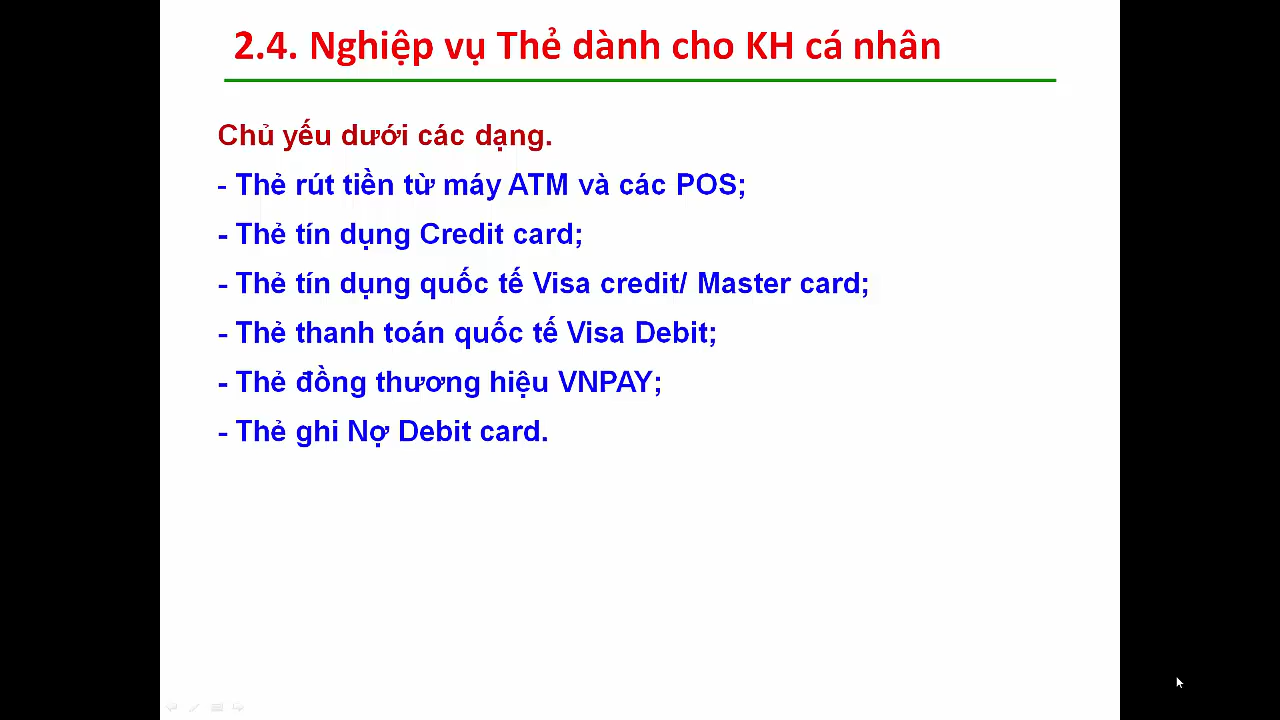 2.4. Nghiệp vụ Thẻ dành cho KH cá nhân
Chủ yếu dưới các dạng.
- Thẻ rút tiền từ máy ATM và các POS;
- Thẻ tín dụng Credit card;
- Thẻ tín dụng quốc tế Visa credit/ Master card;
- Thẻ thanh toán quốc tế Visa Debit;
- Thẻ đồng thương hiệu VNPAY;
- Thẻ ghi Nợ Debit card.